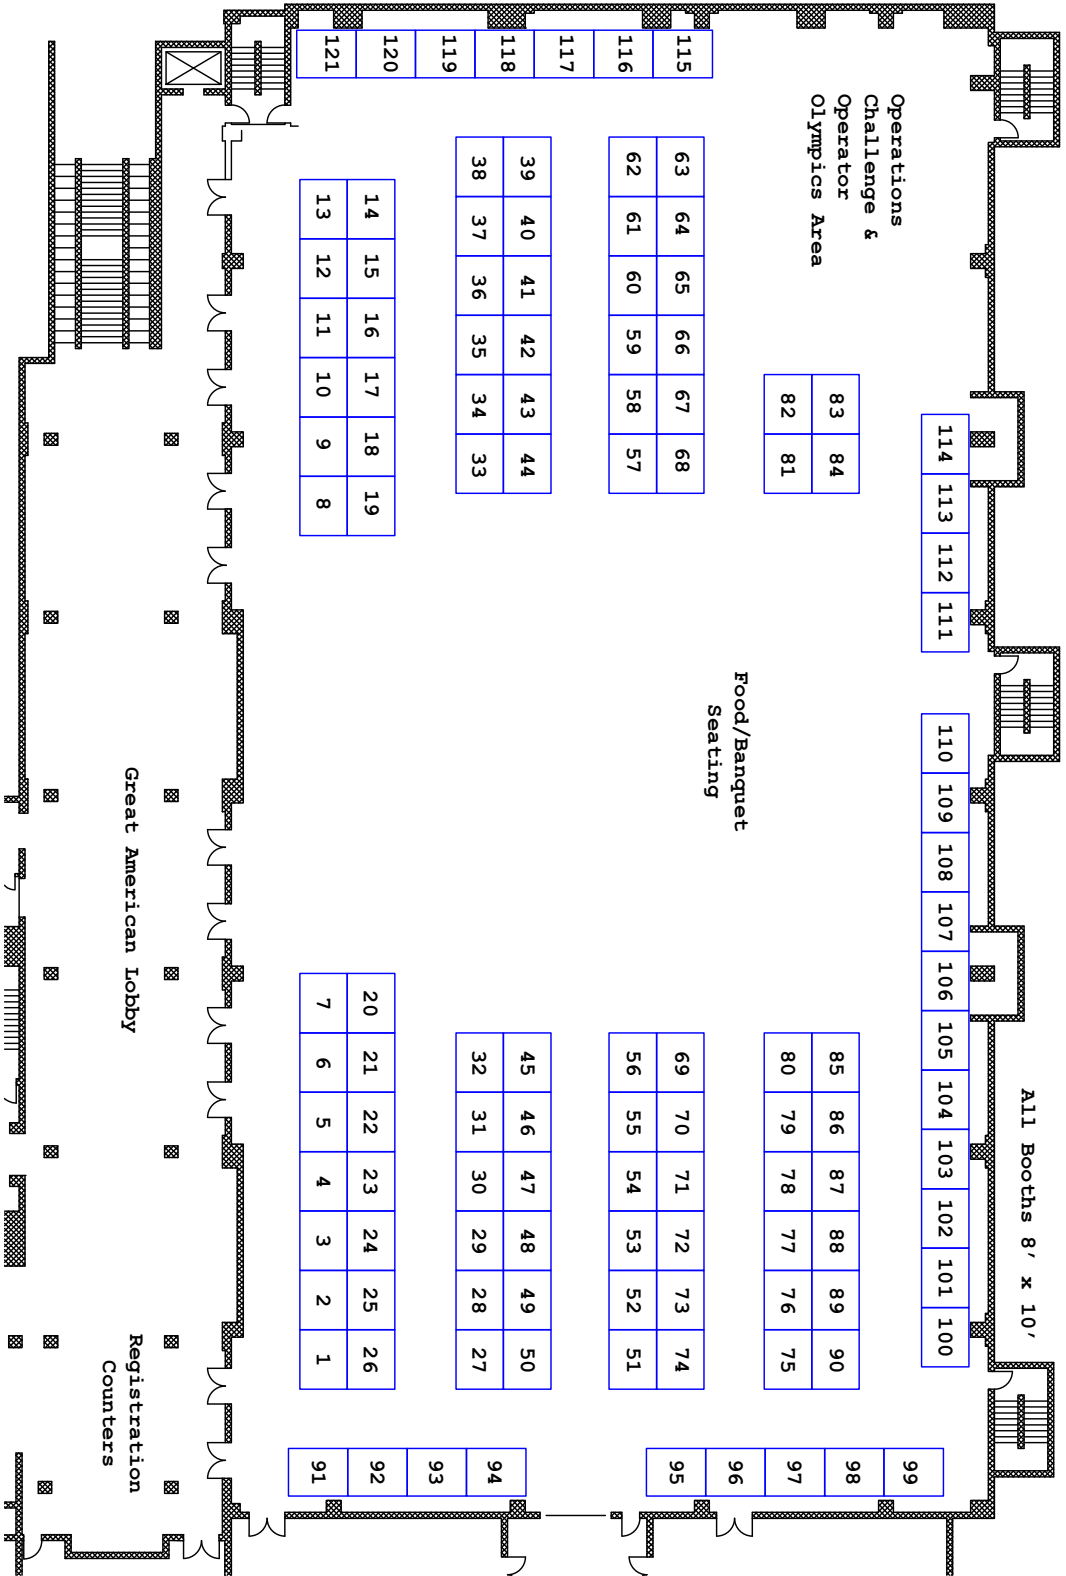 All Booths 8' x 10'
114 113 112 111 110 109 108 107 106 105 104 103 102 101 100
Operations
Challenge &
Operator
Olympics Area
83 84 85 86 87 88 89 90
82 81 80 79 78 77 76 75
99
98
97
96
95
Food/Banquet
Seating
115
116
117
118
119
120
121
63 64 65 66 67 68 69 70 71 72 73 74
62 61 60 59 58 57 56 55 54 53 52 51
39 40 41 42 43 44 45 46 47 48 49 50
38 37 36 35 34 33 32 31 30 29 28 27
94
93
92
91
14 15 16 17 18 19 20 21 22 23 24 25 26
13 12 11 10 9 8 7 6 5 4 3 2 1
Great American Lobby
Registration
Counters